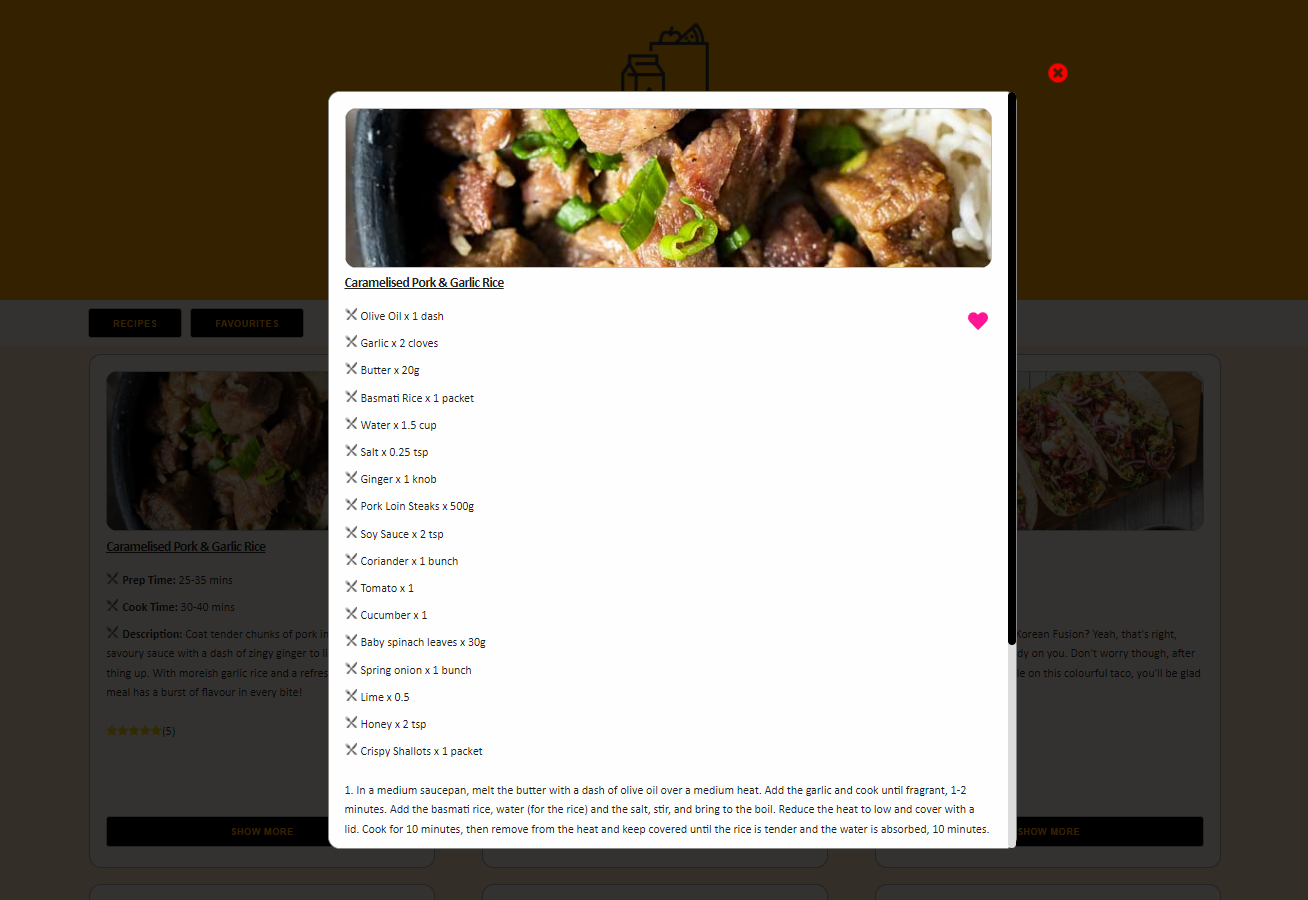 RECIPES
FAVOURITES
Caramelised Pork & Garlic Rice
Olive Oil x 1 dash
Garlic x 2 cloves
Butter x 20g
Basmati Rice x 1 packet
Water x 1.5 cup
Salt x 0.25 tsp
Ginger x 1 knob
Pork Loin Steaks x 500g
Soy Sauce x 2 tsp
Coriander x 1 bunch
Tomato x 1
Cucumber x 1
Baby spinach leaves x 30g
Spring onion x 1 bunch
Lime x 0.5
Honey x 2 tsp
Crispy Shallots x 1 packet
1. In a medium saucepan, melt the butter with a dash of olive oil over a medium heat. Add the garlic and cook until fragrant, 1-2
minutes. Add the basmati rice, water (for the rice) and the salt, stir, and bring to the boil. Reduce the heat to low and cover with a
lid. Cook for 10 minutes, then remove from the heat and keep covered until the rice is tender and the water is absorbed, 10 minutes.
Caramelised Pork & Garlic Rice
Prep Time: 25-35 mins
Cook Time: 30-40 mins
Description: Coat tender chunks of pork in
savoury sauce with a dash of zingy ginger to
thing up. With moreish garlic rice and a
meal has a burst of flavour in every bite!
(5)
SHOW MORE
Korean Fusion? Yeah, that's right,
on you. Don't worry though, after
on this colourful taco, you'll be glad
SHOW MORE